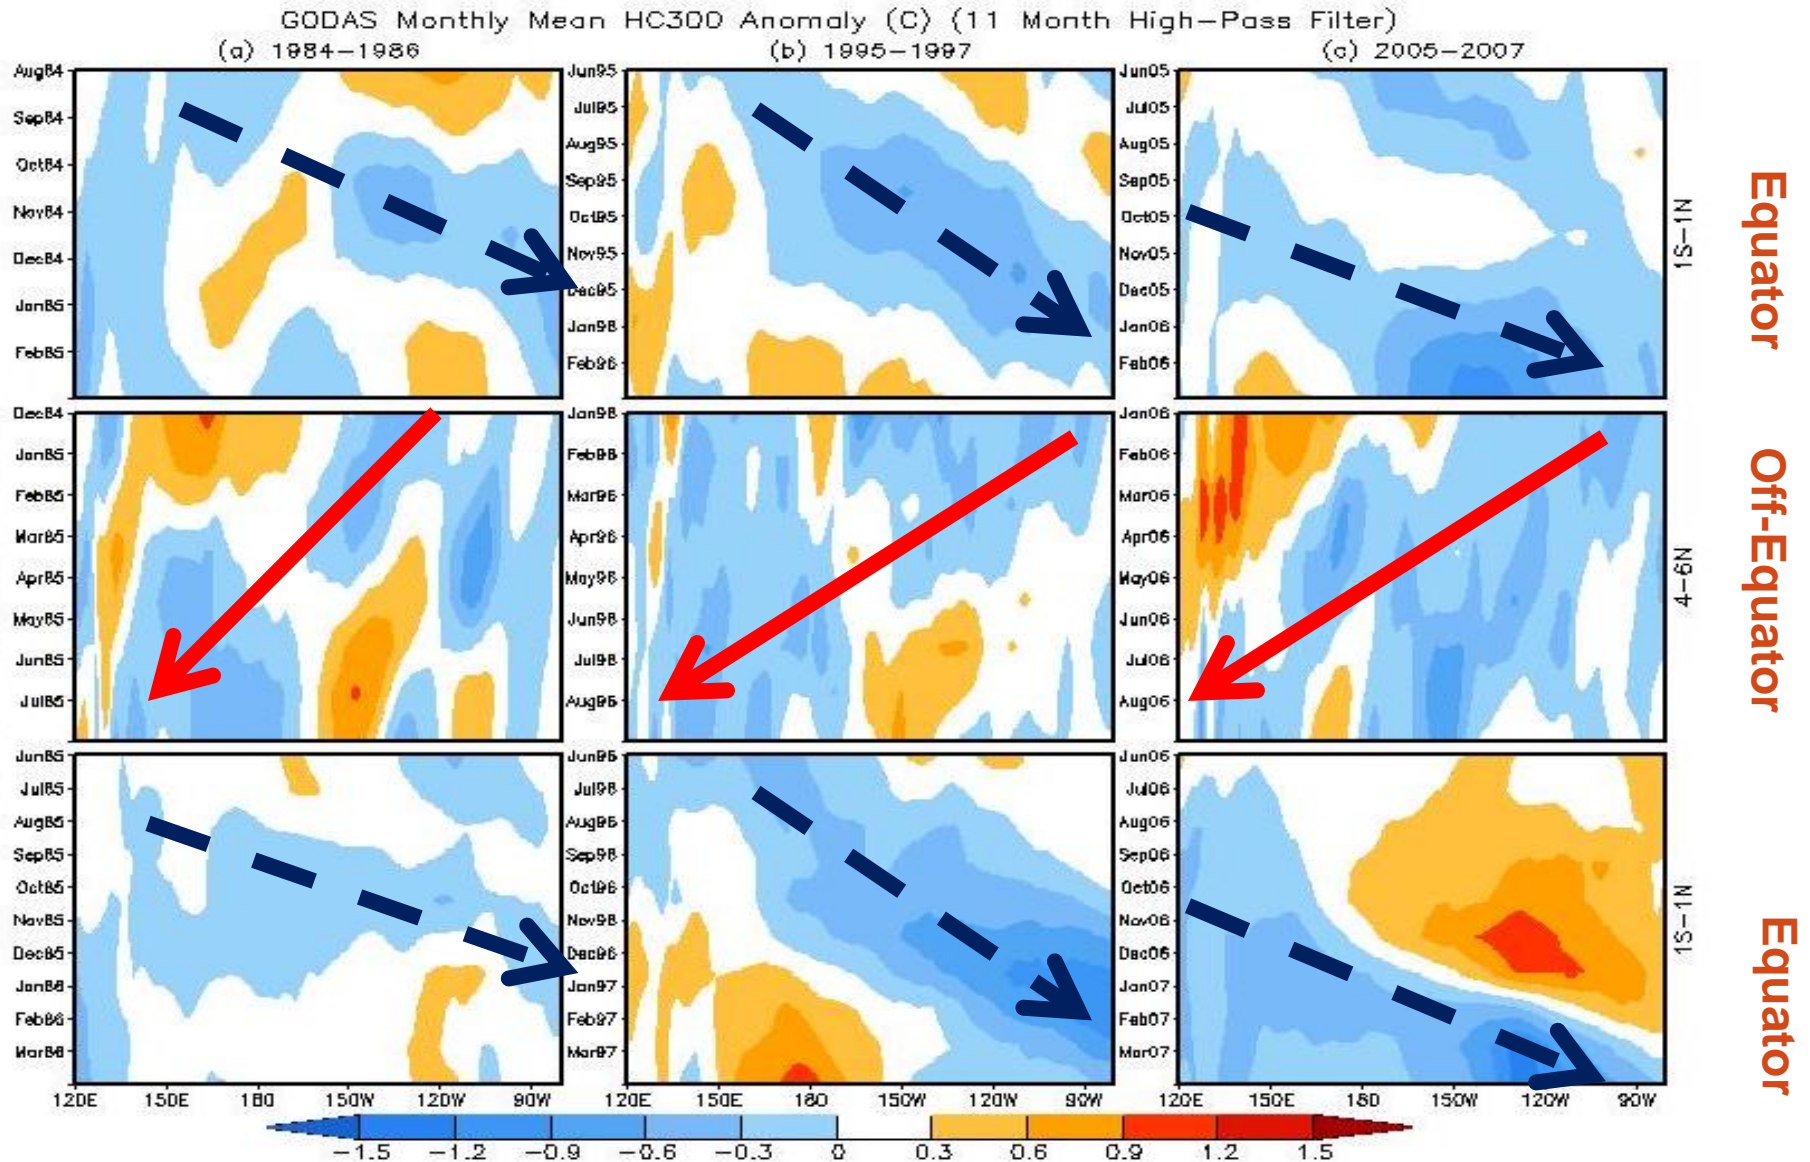 GODAS Monthly Mean HC300 Anomaly (C) (11 Month High-Pass Filter)
(a) 1984-1986
(b) 1995-1997
(c) 2005-2007
Aug84
Sep84
Oct84
Nov84
Dec84
Jan85
Feb85
Jun95
Jul95
Aug95
Sep95
Oct95
Nov95
Dec95
Jan96
Feb96
Jun05
Jul05
Aug05
Sep05
Oct05
Nov05
Dec05
Jan06
Feb06
1S-1N
Equator
Dec84
Jan85
Feb85
Mar85
Apr85
May85
Jun85
Jul85
Jan96
Feb96
Mar96
Apr96
May96
Jun96
Jul96
Aug96
Jan06
Feb06
Mar06
Apr06
May06
Jun06
Jul06
Aug06
4-6N
Off-Equator
Jun85
Jul85
Aug85
Sep85
Oct85
Nov85
Dec85
Jan86
Feb86
Mar86
Jun96
Jul96
Aug96
Sep96
Oct96
Nov96
Dec96
Jan97
Feb97
Mar97
Jun06
Jul06
Aug06
Sep06
Oct06
Nov06
Dec06
Jan07
Feb07
Mar07
1S-1N
Equator
120E 150E 180 150W 120W 90W
120E 150E 180 150W 120W 90W
120E 150E 180 150W 120W 90W
-1.5 -1.2 -0.9 -0.6 -0.3 0 0.3 0.6 0.9 1.2 1.5